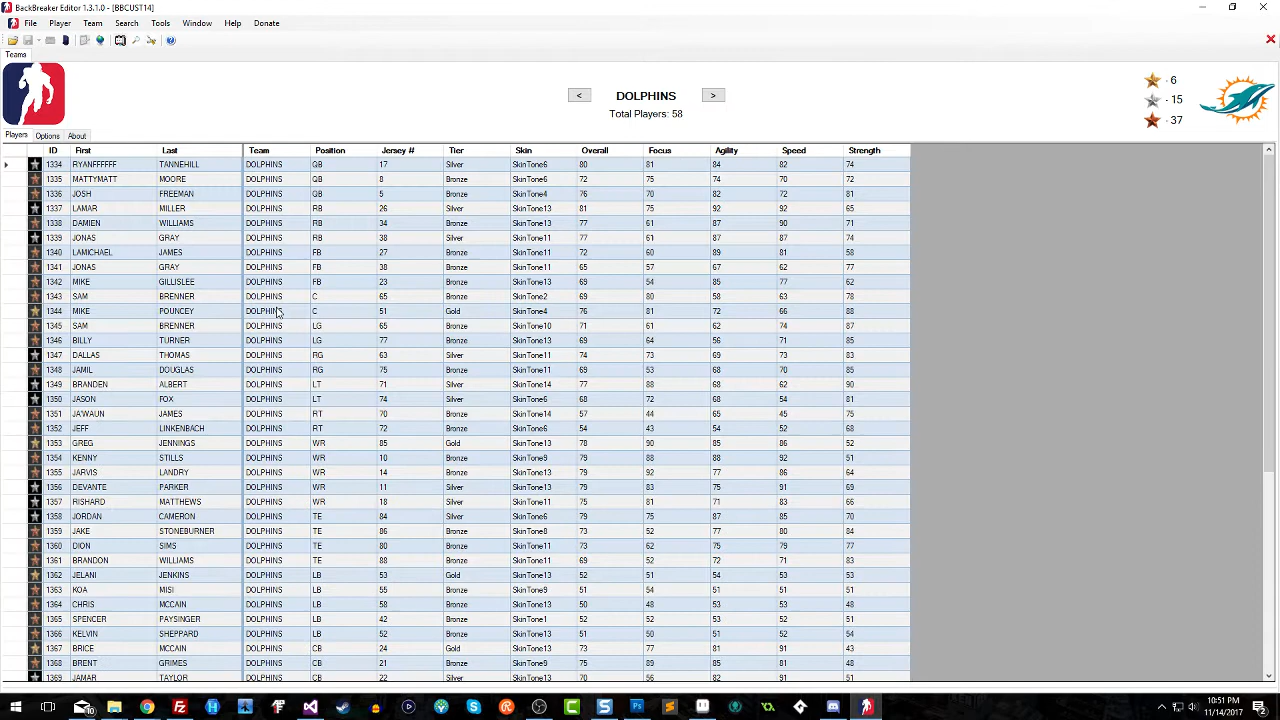 BackBreaker Editor 1.3.1.0 - [BBCUST14]
File Player Team Search Tools Window Help Donate
Teams
< DOLPHINS >
Total Players: 58
- 6
- 15
- 37
Players Options About
ID First Last Team Position Jersey # Tier Skin Overall Focus Agility Speed Strength
1334 RYANFFFFFF TANNEHILL DOLPHINS QB 17 Silver SkinTone6 80 81 84 82 74
1335 MATTYMATT MOORE DOLPHINS QB 8 Bronze SkinTone6 72 75 74 70 72
1336 JOSH FREEMAN DOLPHINS QB 5 Bronze SkinTone4 76 70 82 72 81
1337 LAMAR MILLER DOLPHINS RB 26 Silver SkinTone13 81 75 92 92 65
1338 DAMIEN WILLIAMS DOLPHINS RB 34 Bronze SkinTone13 77 61 87 90 71
1339 JONAS GRAY DOLPHINS RB 38 Silver SkinTone11 77 61 87 87 74
1340 LAMICHAEL JAMES DOLPHINS FB 27 Bronze SkinTone11 72 60 89 81 58
1341 JONAS GRAY DOLPHINS FB 38 Bronze SkinTone11 65 57 67 62 77
1342 MIKE GILLISLEE DOLPHINS FB 23 Bronze SkinTone13 69 54 85 77 62
1343 SAM BRENNER DOLPHINS C 65 Bronze SkinTone2 69 80 58 63 78
1344 MIKE POUNCEY DOLPHINS C 51 Gold SkinTone4 76 81 72 66 88
1345 SAM BRENNER DOLPHINS LG 65 Bronze SkinTone10 71 61 62 74 87
1346 BILLY TURNER DOLPHINS LG 77 Bronze SkinTone13 69 64 56 71 85
1347 DALLAS THOMAS DOLPHINS RG 63 Silver SkinTone11 74 73 69 73 83
1348 JAMIL DOUGLAS DOLPHINS RG 75 Bronze SkinTone11 69 53 68 70 85
1349 BRANDEN ALBERT DOLPHINS LT 71 Silver SkinTone14 77 88 68 62 90
1350 JASON FOX DOLPHINS LT 74 Silver SkinTone6 68 72 68 54 81
1351 JA'WAUN JAMES DOLPHINS RT 70 Bronze SkinTone14 57 44 65 45 75
1352 JEFF LINKENBACH DOLPHINS RT 72 Bronze SkinTone6 54 43 54 52 68
1353 GREG JENNINGS DOLPHINS WR 85 Gold SkinTone13 78 90 85 86 52
1354 KENNY STILLS DOLPHINS WR 10 Bronze SkinTone9 79 88 88 92 51
1355 JARVIS LANDRY DOLPHINS WR 14 Bronze SkinTone13 79 92 77 86 64
1356 DEVANTE PARKER DOLPHINS WR 11 Silver SkinTone13 79 83 75 91 69
1357 RISHARD MATTHEWS DOLPHINS WR 18 Silver SkinTone11 75 81 71 83 66
1358 JORDAN CAMERON DOLPHINS TE 84 Silver SkinTone6 79 75 87 85 70
1359 JAKE STONEBURNER DOLPHINS TE 86 Bronze SkinTone8 73 52 77 80 84
1360 DION SIMS DOLPHINS TE 80 Bronze SkinTone11 73 62 75 79 77
1361 BRANDON WILLIAMS DOLPHINS TE 88 Bronze SkinTone11 69 52 72 71 83
1362 JELANI JENKINS DOLPHINS LB 53 Gold SkinTone13 52 51 54 53 53
1363 KOA MISI DOLPHINS LB 55 Bronze SkinTone9 51 54 51 51 51
1364 CHRIS MCCAIN DOLPHINS LB 58 Bronze SkinTone13 50 48 53 53 48
1365 SPENCER PAYSINGER DOLPHINS LB 42 Bronze SkinTone1 52 52 53 52 51
1366 KELVIN SHEPPARD DOLPHINS LB 52 Bronze SkinTone13 51 50 51 52 54
1367 BRICE MCCAIN DOLPHINS CB 24 Gold SkinTone13 73 77 81 91 43
1368 BRENT GRIMES DOLPHINS CB 21 Gold SkinTone9 75 89 85 81 48
1369 JAMAR TAYLOR DOLPHINS CB 22 Silver SkinTone13 70 56 82 91 54
10:51 PM
11/14/2017